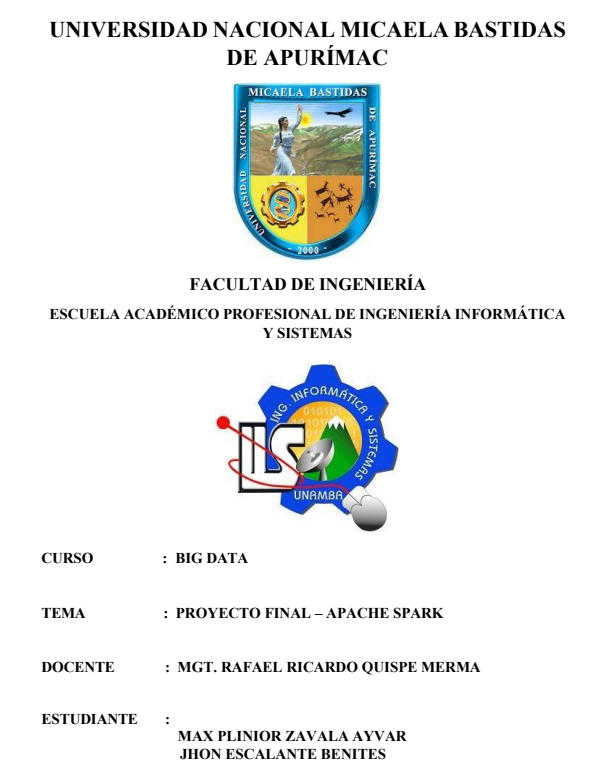 UNIVERSIDAD NACIONAL MICAELA BASTIDAS
DE APURÍMAC
MICAELA BASTIDAS
UNIVERSIDAD NACIONAL
DE APURIMAC
- 2000 -
FACULTAD DE INGENIERÍA
ESCUELA ACADÉMICO PROFESIONAL DE INGENIERÍA INFORMÁTICA
Y SISTEMAS
ING. INFORMÁTICA Y SISTEMAS
010101
IIS
UNAMBA
CURSO : BIG DATA
TEMA : PROYECTO FINAL – APACHE SPARK
DOCENTE : MGT. RAFAEL RICARDO QUISPE MERMA
ESTUDIANTE :
MAX PLINIOR ZAVALA AYVAR
JHON ESCALANTE BENITES